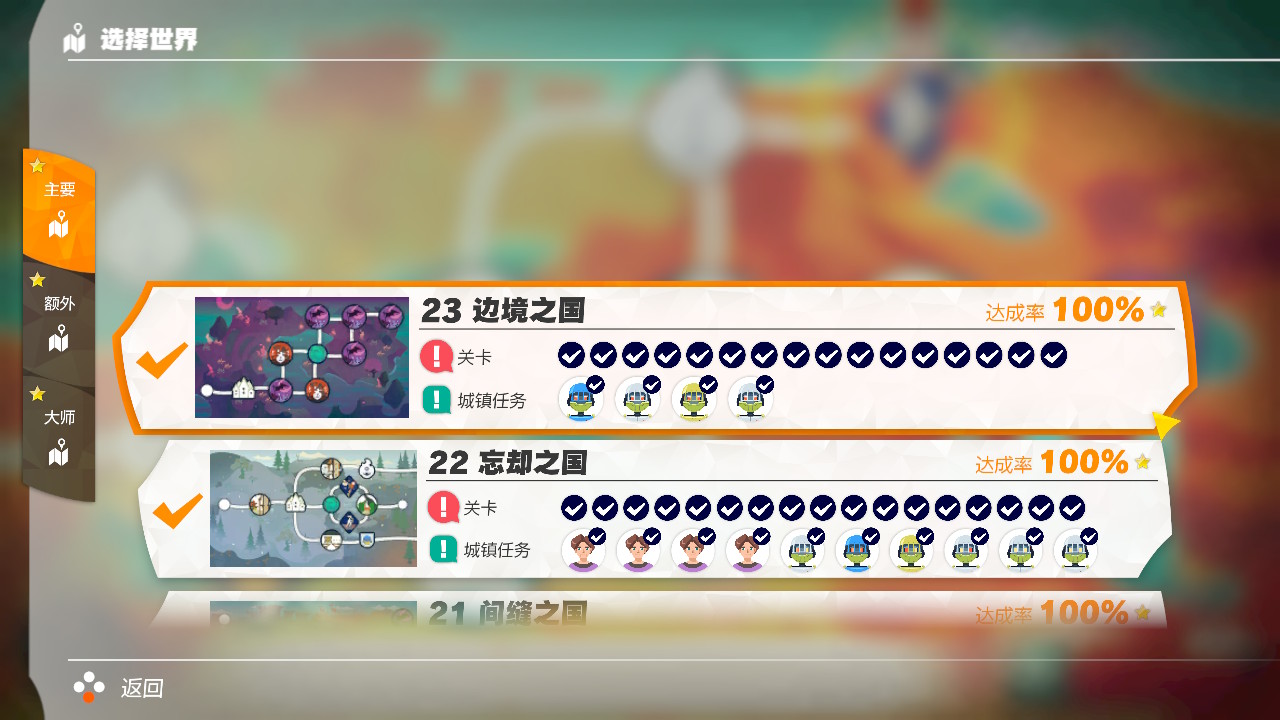 选择世界
主要
额外
大师
23 边境之国
达成率 100%
关卡
城镇任务
22 忘却之国
达成率 100%
关卡
城镇任务
21 间缝之国
达成率 100%
返回